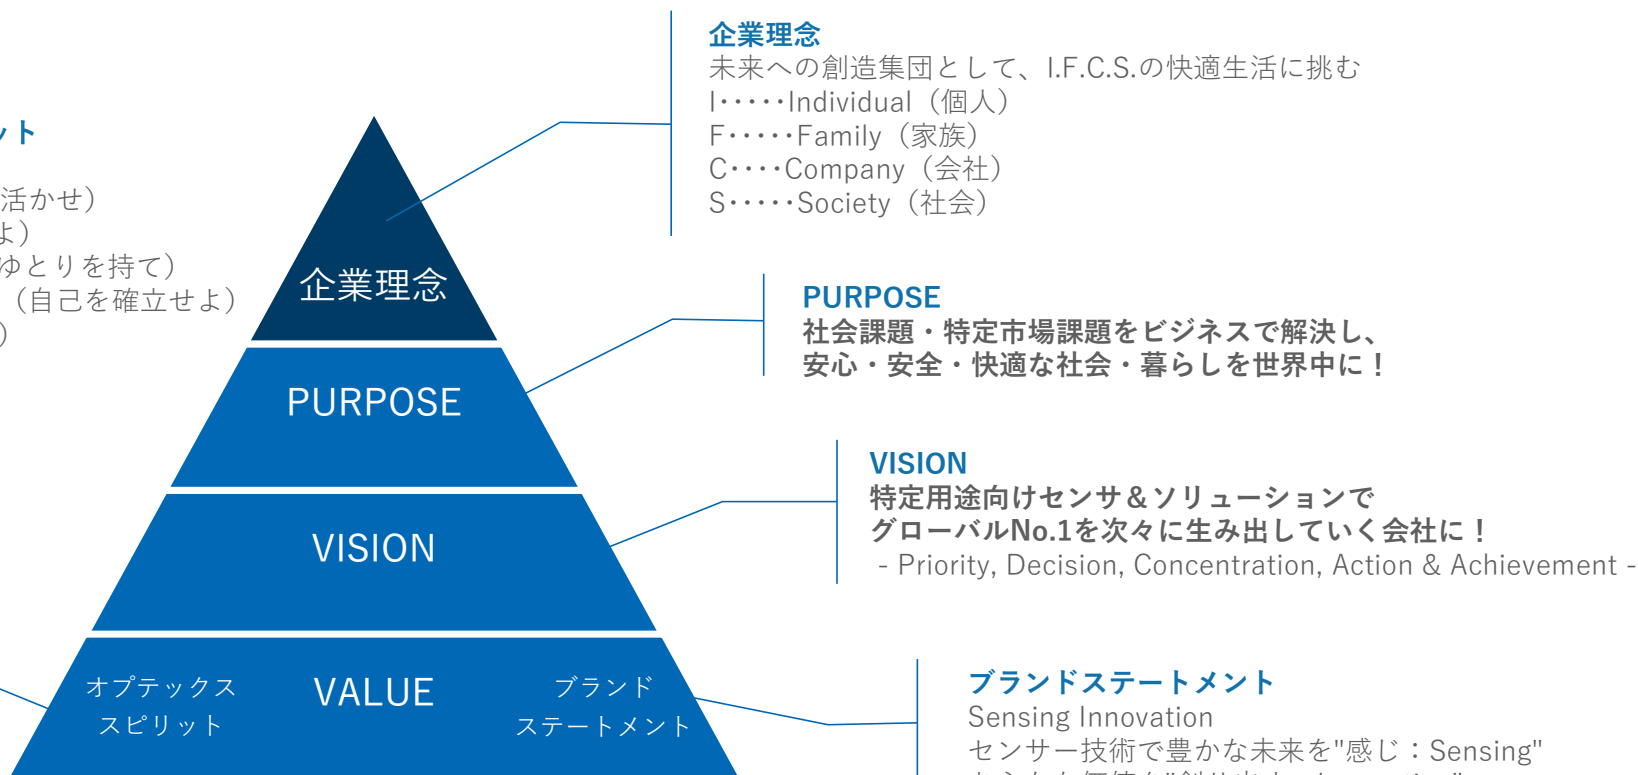 企業理念
未来への創造集団として、I.F.C.S.の快適生活に挑む
I・・・・・Individual（個人）
F・・・・・Family（家族）
C・・・・Company（会社）
S・・・・・Society（社会）
ット
活かせ）
よ）
ゆとりを持て）
（自己を確立せよ）
）
企業理念
PURPOSE
社会課題・特定市場課題をビジネスで解決し、
安心・安全・快適な社会・暮らしを世界中に！
PURPOSE
VISION
特定用途向けセンサ＆ソリューションで
グローバルNo.1を次々に生み出していく会社に！
- Priority, Decision, Concentration, Action & Achievement -
VISION
オプテックス
スピリット
VALUE
ブランド
ステートメント
ブランドステートメント
Sensing Innovation
センサー技術で豊かな未来を"感じ：Sensing"